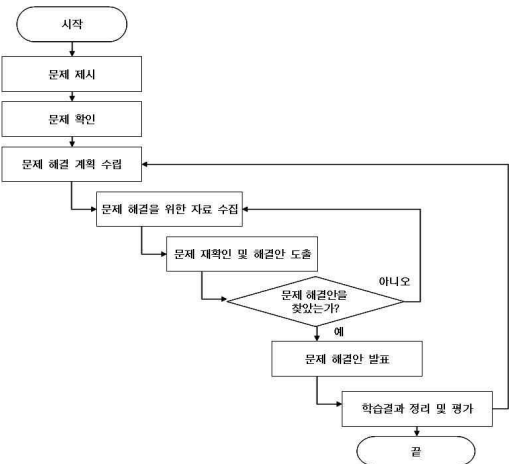 시작
문제 제시
문제 확인
문제 해결 계획 수립
문제 해결을 위한 자료 수집
문제 재확인 및 해결안 도출
아니오
문제 해결안을
찾았는가?
예
문제 해결안 발표
학습결과 정리 및 평가
끝